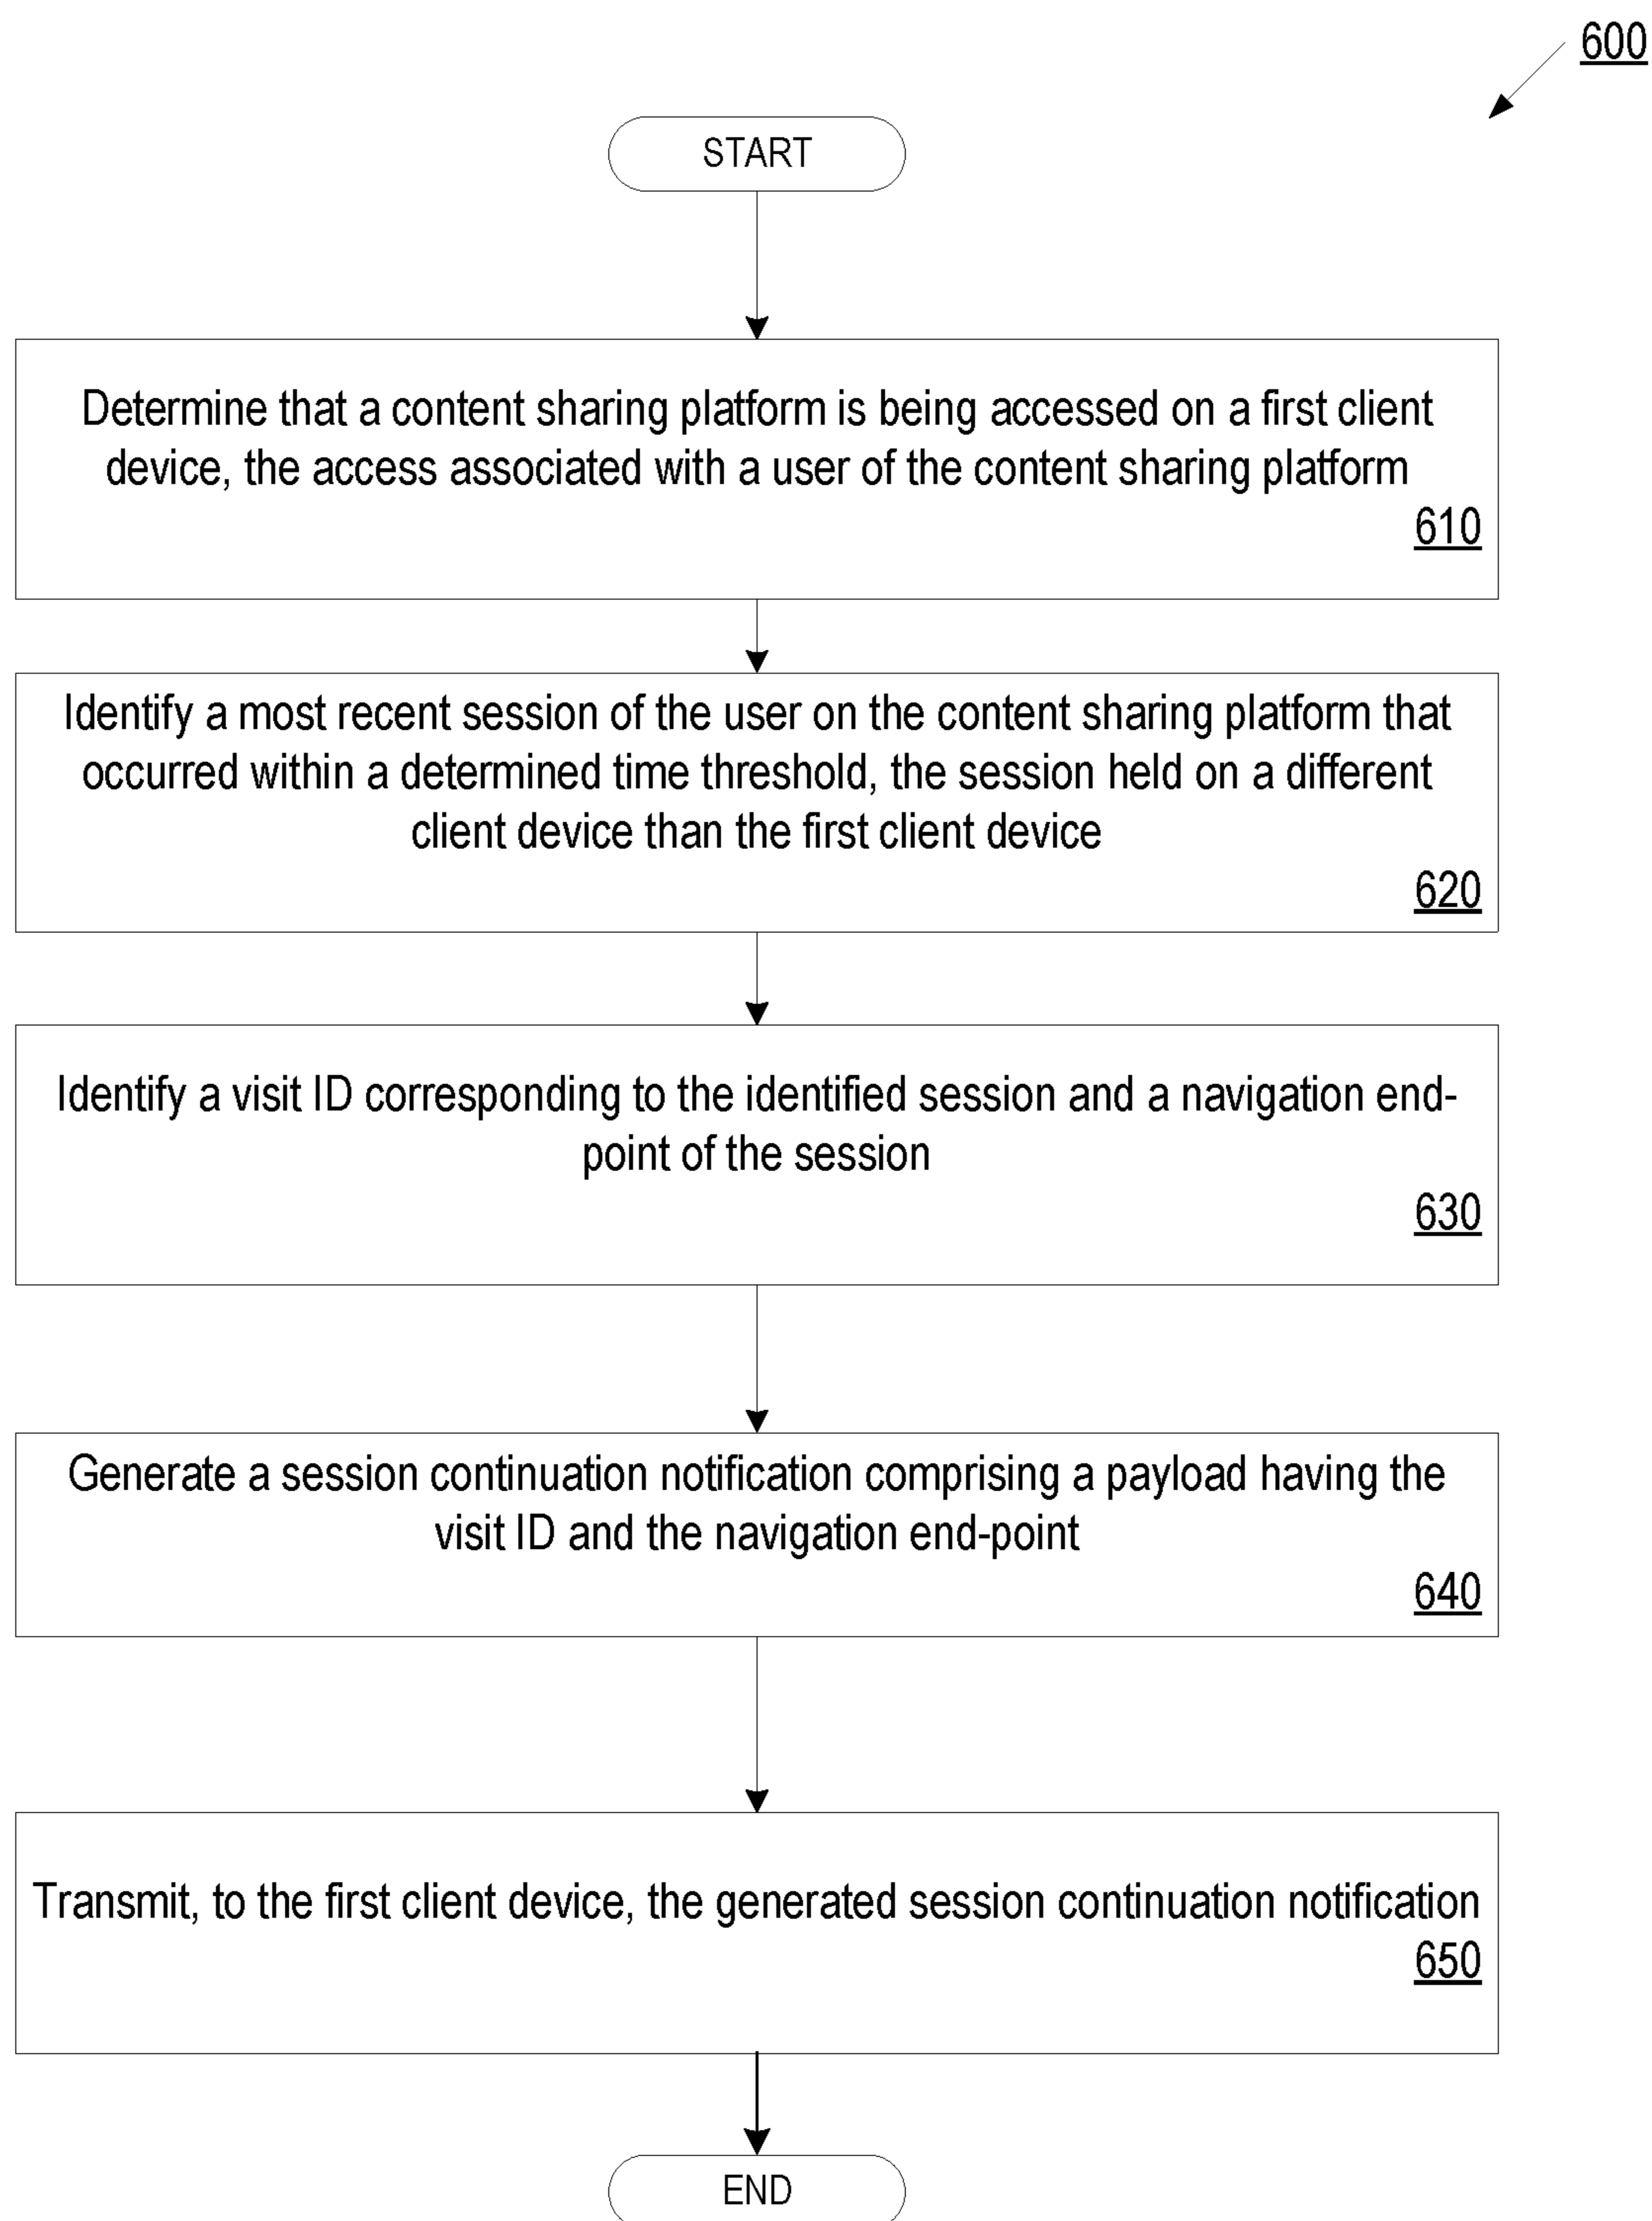 600
START
Determine that a content sharing platform is being accessed on a first client
device, the access associated with a user of the content sharing platform
610
Identify a most recent session of the user on the content sharing platform that
occurred within a determined time threshold, the session held on a different
client device than the first client device
620
Identify a visit ID corresponding to the identified session and a navigation end-
point of the session
630
Generate a session continuation notification comprising a payload having the
visit ID and the navigation end-point
640
Transmit, to the first client device, the generated session continuation notification
650
END